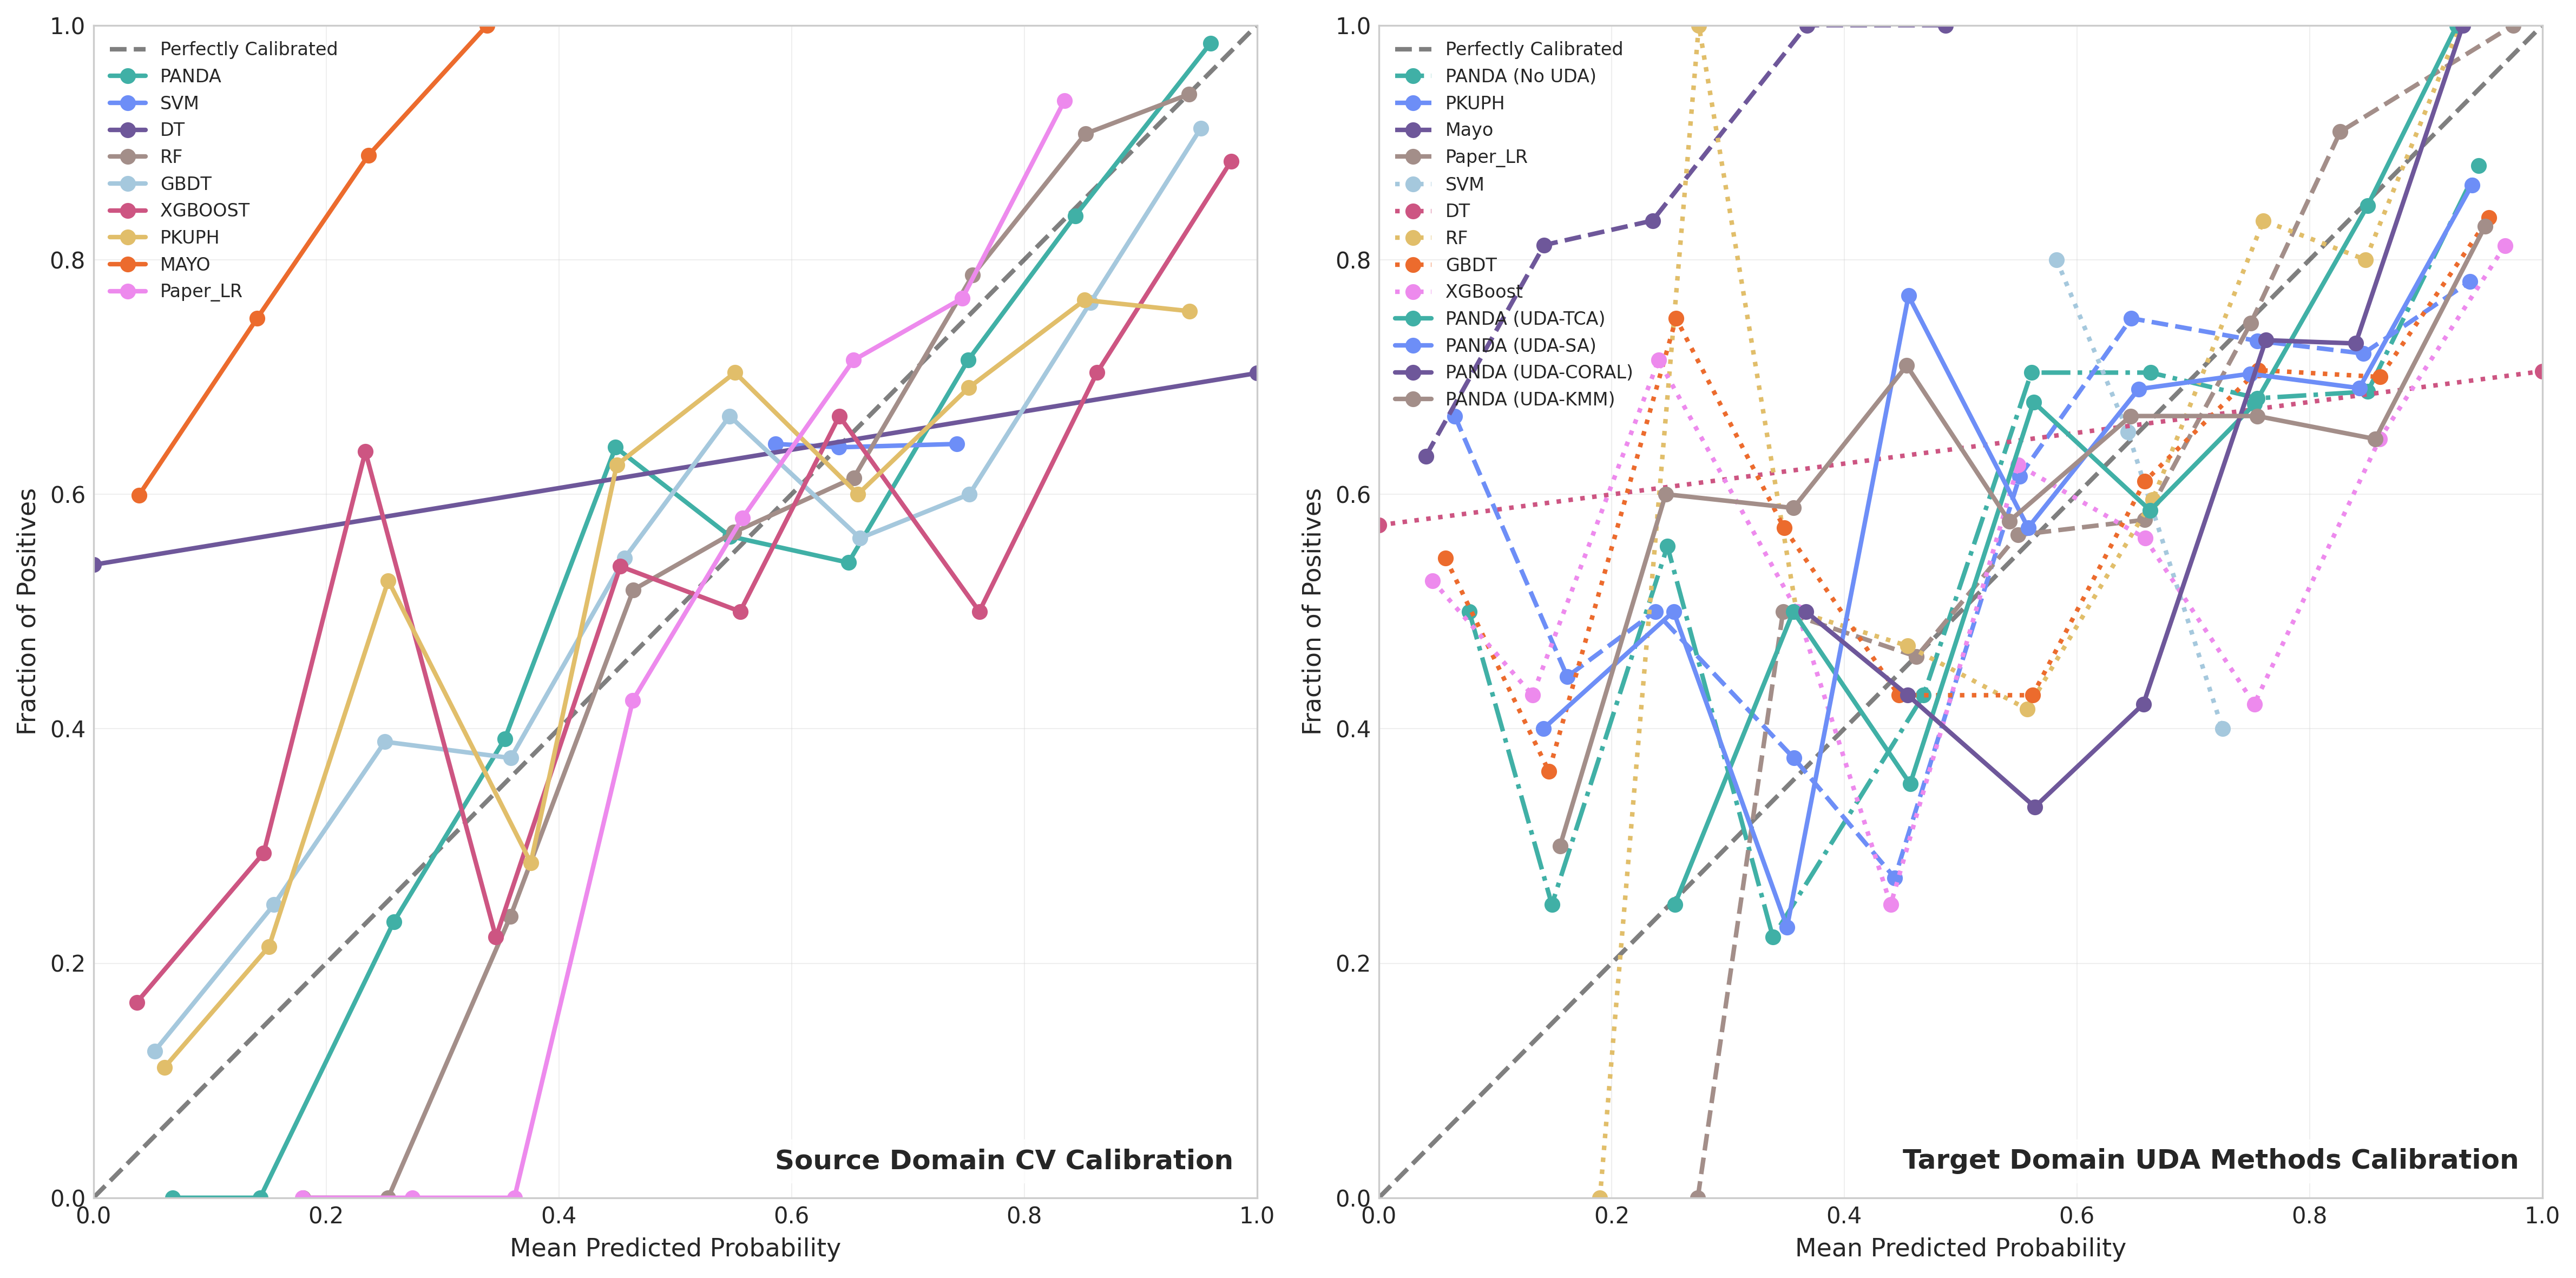 1.0
0.8
0.6
0.4
0.2
0.0
Fraction of Positives
Perfectly Calibrated
PANDA
SVM
DT
RF
GBDT
XGBOOST
PKUPH
MAYO
Paper_LR
Source Domain CV Calibration
0.0 0.2 0.4 0.6 0.8 1.0
Mean Predicted Probability
1.0
0.8
0.6
0.4
0.2
0.0
Fraction of Positives
Perfectly Calibrated
PANDA (No UDA)
PKUPH
Mayo
Paper_LR
SVM
DT
RF
GBDT
XGBoost
PANDA (UDA-TCA)
PANDA (UDA-SA)
PANDA (UDA-CORAL)
PANDA (UDA-KMM)
Target Domain UDA Methods Calibration
0.0 0.2 0.4 0.6 0.8 1.0
Mean Predicted Probability